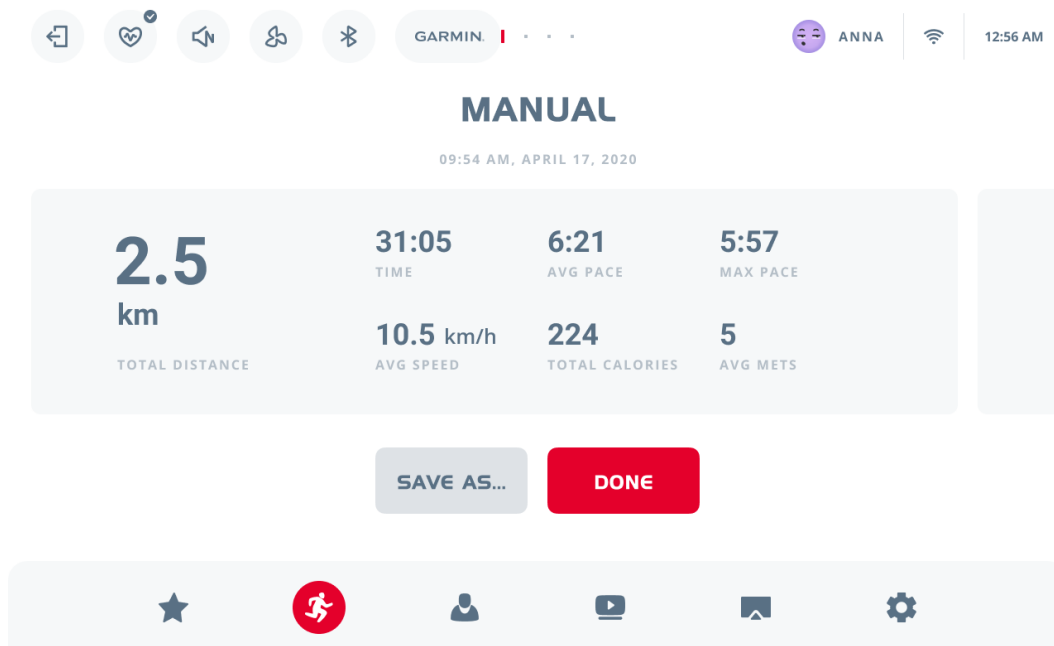 GARMIN.
ANNA
12:56 AM
MANUAL
09:54 AM, APRIL 17, 2020
2.5
km
TOTAL DISTANCE
31:05
TIME
6:21
AVG PACE
5:57
MAX PACE
10.5 km/h
AVG SPEED
224
TOTAL CALORIES
5
AVG METS
SAVE AS...
DONE